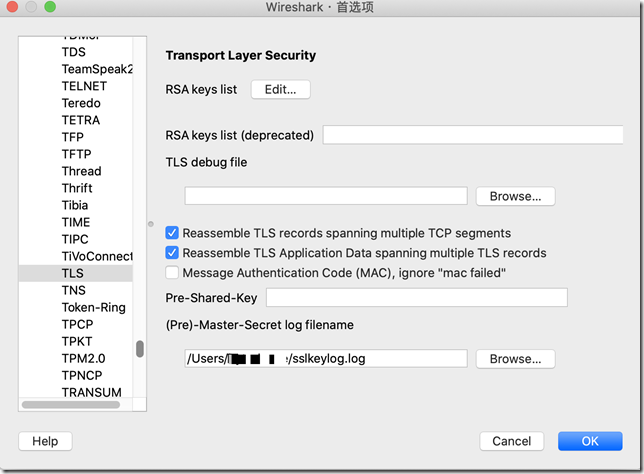 Wireshark · 首选项
TDS
TeamSpeak2
TELNET
Teredo
TETRA
TFP
TFTP
Thread
Thrift
Tibia
TIME
TIPC
TiVoConnect
TLS
TNS
Token-Ring
TPCP
TPKT
TPM2.0
TPNCP
TRANSUM
Transport Layer Security
RSA keys list
Edit...
RSA keys list (deprecated)
TLS debug file
Browse...
Reassemble TLS records spanning multiple TCP segments
Reassemble TLS Application Data spanning multiple TLS records
Message Authentication Code (MAC), ignore "mac failed"
Pre-Shared-Key
(Pre)-Master-Secret log filename
/Users/ /sslkeylog.log
Browse...
Help
Cancel
OK